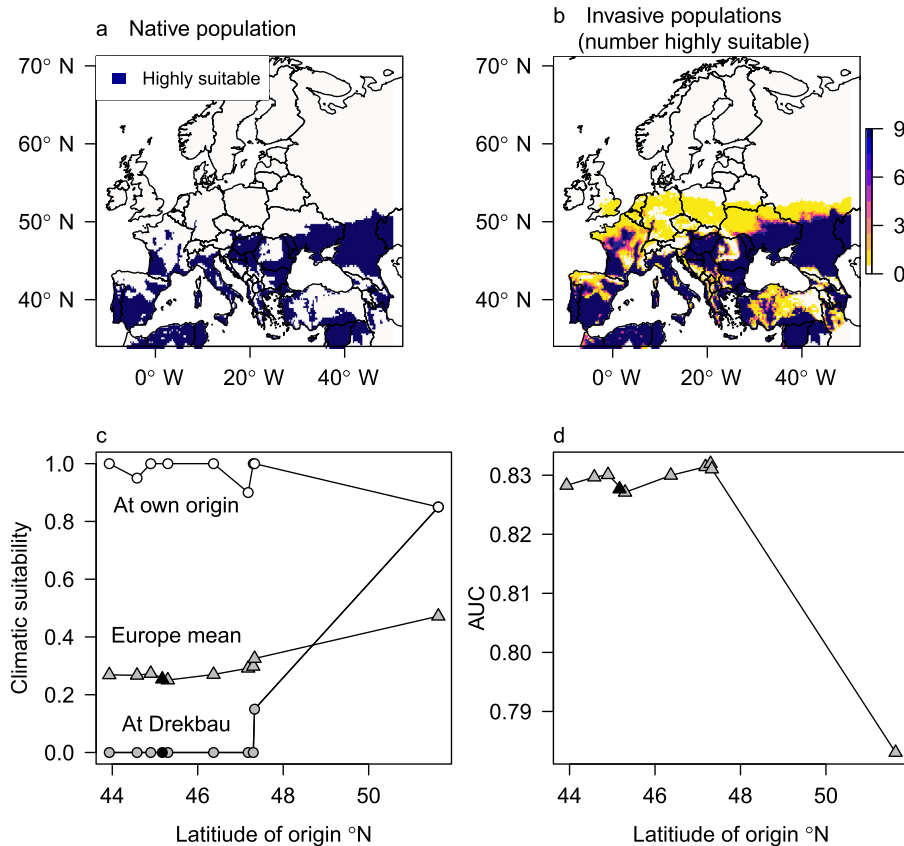 a Native population
Highly suitable
70° N
60° N
50° N
40° N
0° W 20° W 40° W
b Invasive populations
(number highly suitable)
70° N
60° N
50° N
40° N
0° W 20° W 40° W
9
6
3
0
c
Climatic suitability
1.0
0.8
0.6
0.4
0.2
0.0
At own origin
Europe mean
At Drekbau
44 46 48 50
Latitiude of origin °N
d
AUC
0.83
0.82
0.81
0.80
0.79
44 46 48 50
Latitiude of origin °N